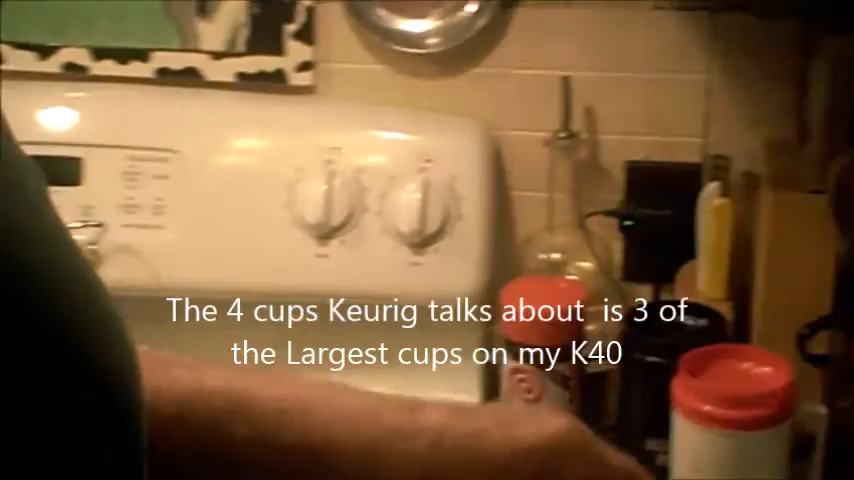 The 4 cups Keurig talks about is 3 of
the Largest cups on my K40